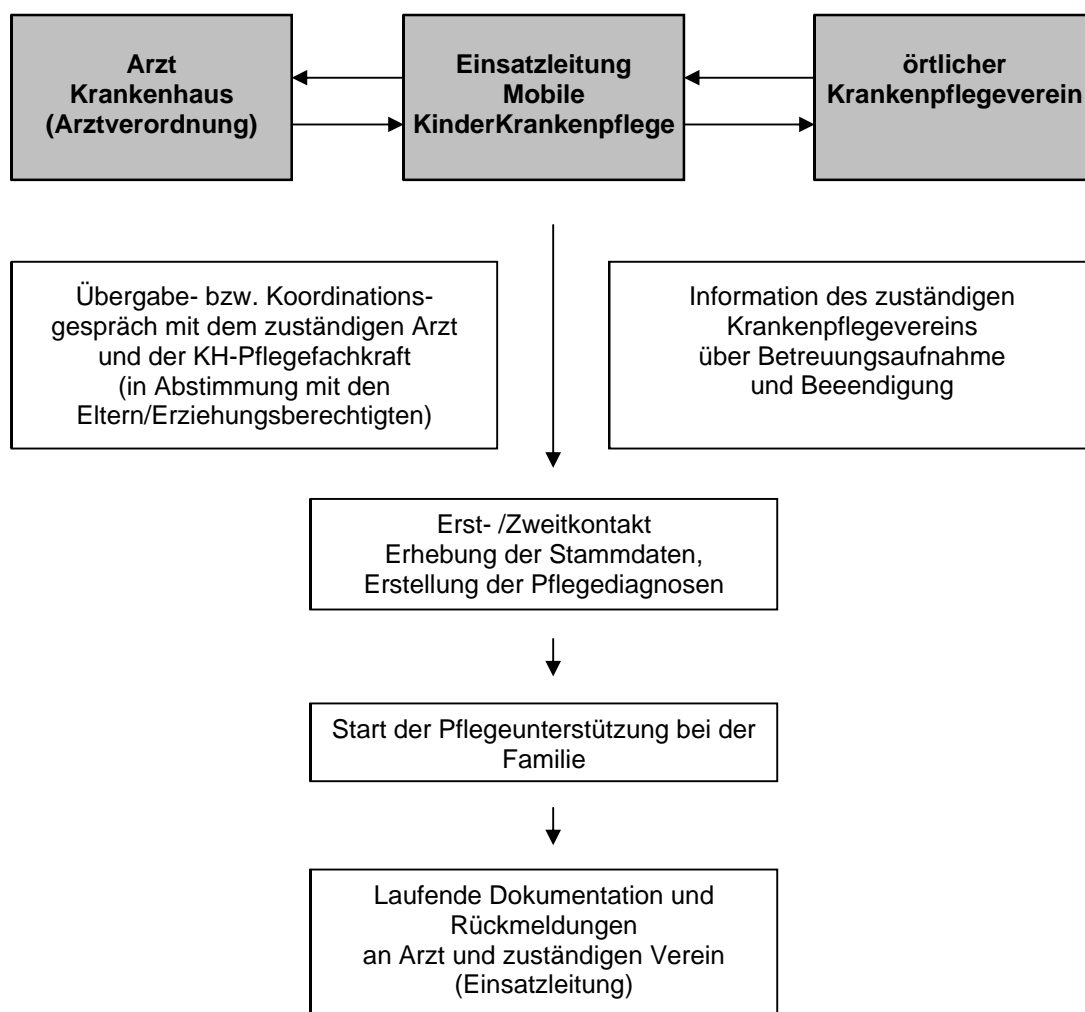 Arzt
Krankenhaus
(Arztverordnung)
Einsatzleitung
Mobile
KinderKrankenpflege
örtlicher
Krankenpflegeverein
Übergabe- bzw. Koordinations-
gespräch mit dem zuständigen Arzt
und der KH-Pflegefachkraft
(in Abstimmung mit den
Eltern/Erziehungsberechtigten)
Information des zuständigen
Krankenpflegevereins
über Betreuungsaufnahme
und Beeendigung
Erst- /Zweitkontakt
Erhebung der Stammdaten,
Erstellung der Pflegediagnosen
Start der Pflegeunterstützung bei der
Familie
Laufende Dokumentation und
Rückmeldungen
an Arzt und zuständigen Verein
(Einsatzleitung)